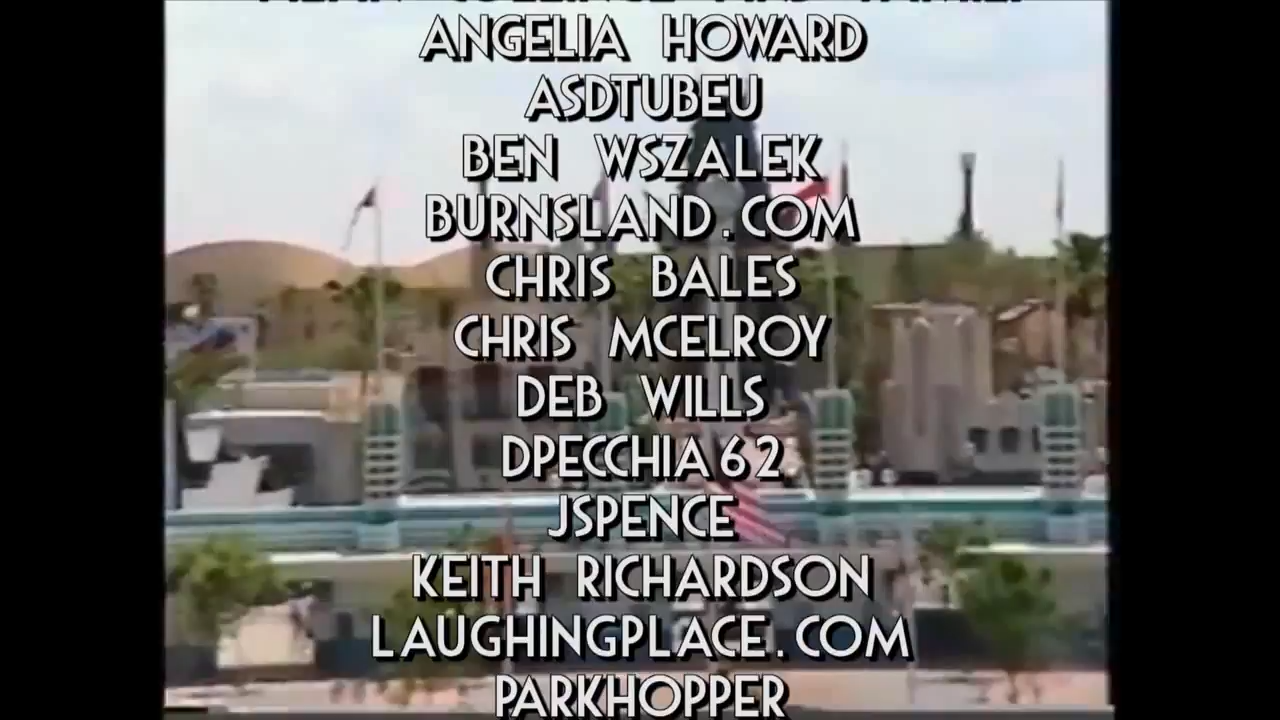 ANGELIA HOWARD
ASDTUBEU
BEN WSZALEK
BURNSLAND.COM
CHRIS BALES
CHRIS MCELROY
DEB WILLS
DPECCHIA62
JSPENCE
KEITH RICHARDSON
LAUGHINGPLACE.COM
PARKHOPPER